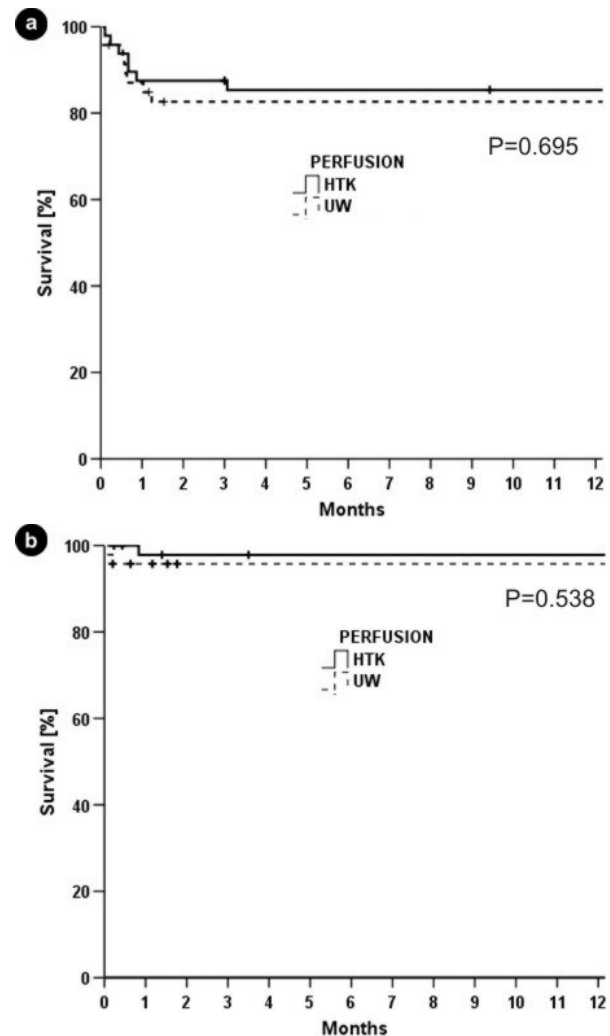 a
100
80
60
40
20
0
Survival [%]
P=0.695
PERFUSION
HTK
UW
0 1 2 3 4 5 6 7 8 9 10 11 12
Months
b
100
80
60
40
20
0
Survival [%]
P=0.538
PERFUSION
HTK
UW
0 1 2 3 4 5 6 7 8 9 10 11 12
Months